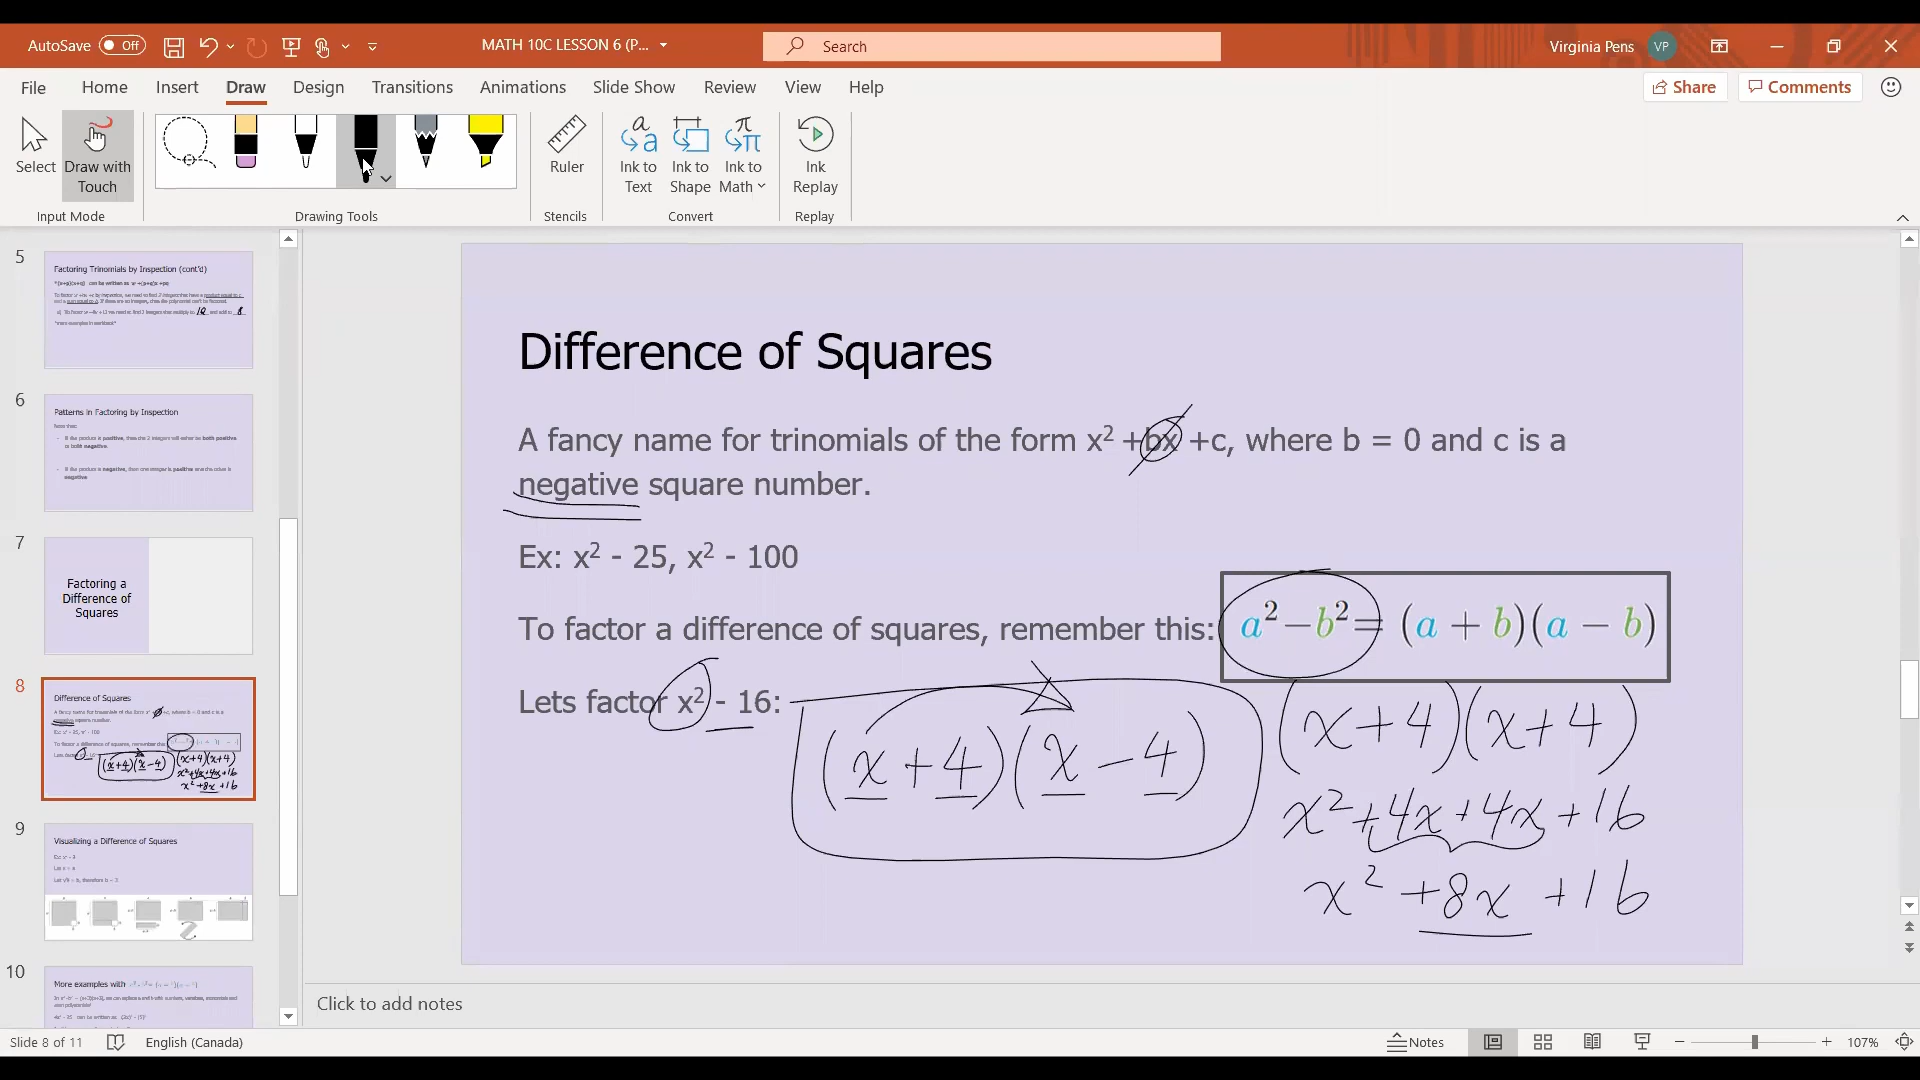 AutoSave Off
MATH 10C LESSON 6 (P...
Search
Virginia Pens VP
File Home Insert Draw Design Transitions Animations Slide Show Review View Help
Share Comments
Select
Draw with Touch
Input Mode
Drawing Tools
Ruler
Stencils
Ink to Text
Ink to Shape
Ink to Math
Convert
Ink Replay
Replay
5
Factoring Trinomials by Inspection (cont'd)
6
Patterns in Factoring by Inspection
7
Factoring a
Difference of
Squares
8
Difference of Squares
9
Visualizing a Difference of Squares
10
More examples with
Difference of Squares
A fancy name for trinomials of the form x² +bx +c, where b = 0 and c is a
negative square number.
Ex: x² - 25, x² - 100
To factor a difference of squares, remember this: a² − b² = (a + b)(a − b)
Lets factor x² - 16:
(x + 4)(x − 4)
(x + 4)(x + 4)
x² + 4x + 4x + 16
x² + 8x + 16
Click to add notes
Slide 8 of 11 English (Canada)
Notes 107%